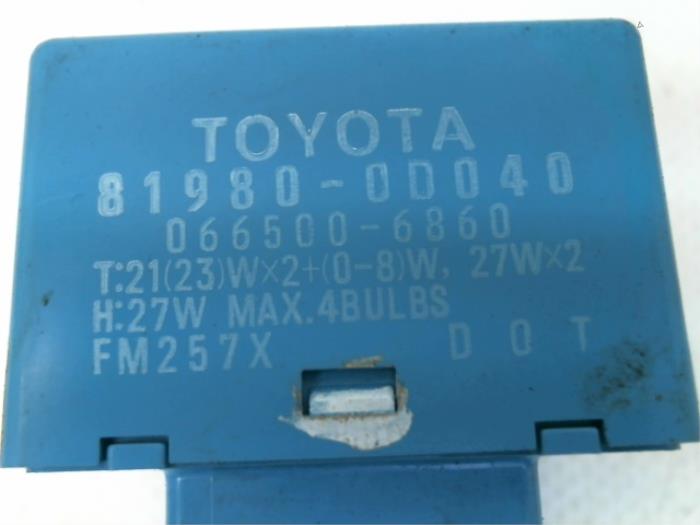 TOYOTA
81980-0D040
066500-6860
T:21(23)W×2+(0-8)W, 27W×2
H:27W MAX.4BULBS
FM257X DOT